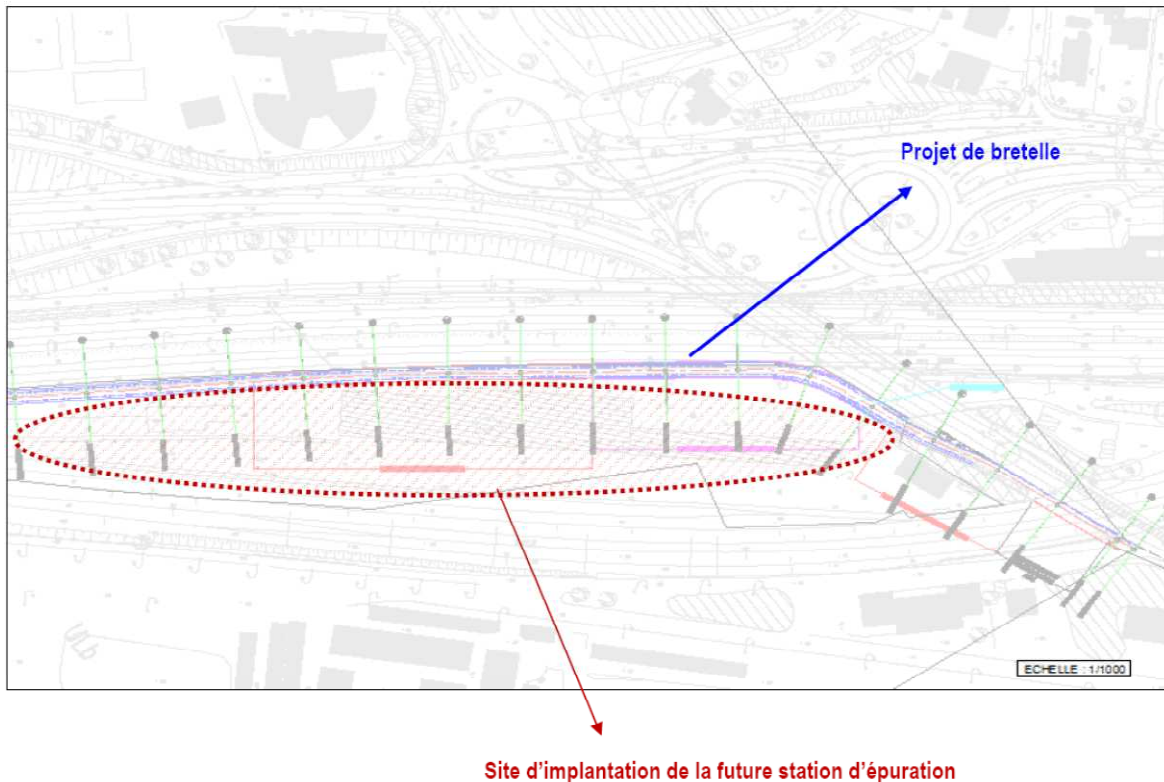 Projet de bretelle
ECHELLE : 1/1000
Site d'implantation de la future station d'épuration